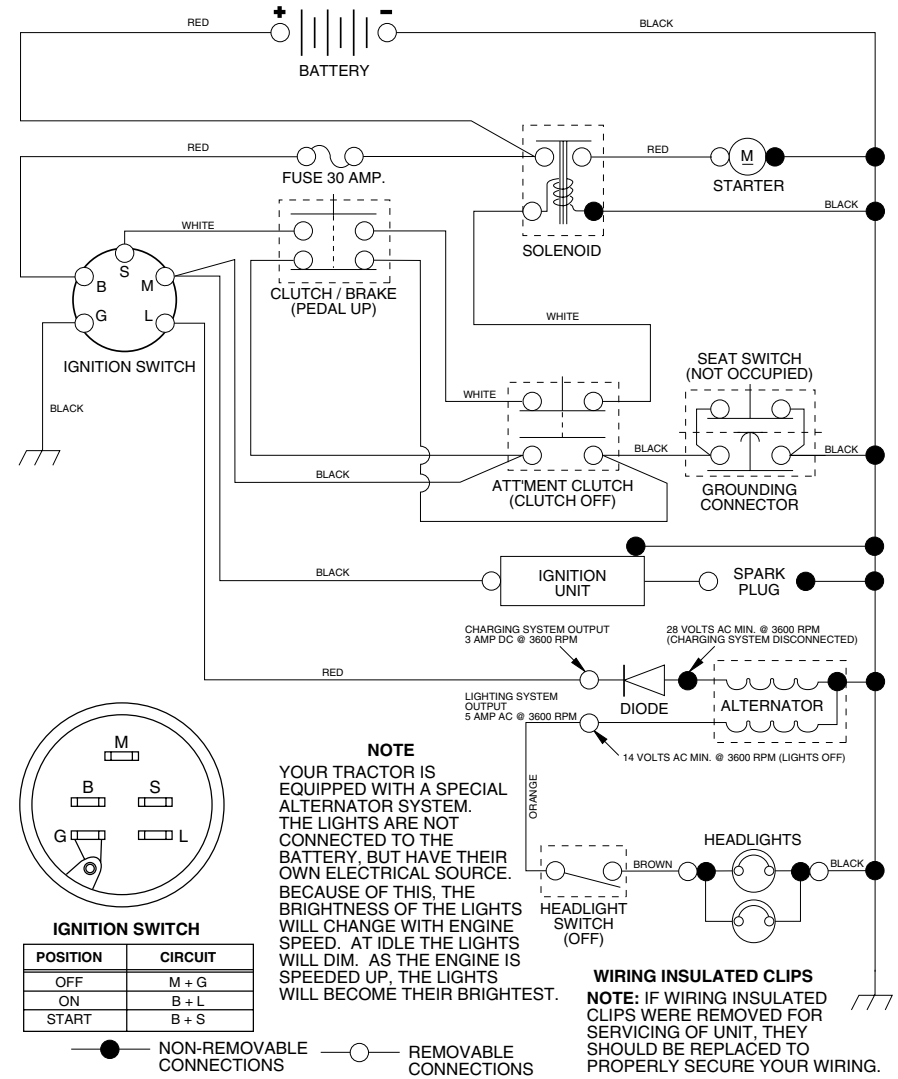 RED
+
−
BLACK
BATTERY
RED
FUSE 30 AMP.
RED
M
STARTER
BLACK
SOLENOID
WHITE
S
B
M
G
L
IGNITION SWITCH
CLUTCH / BRAKE
(PEDAL UP)
BLACK
WHITE
SEAT SWITCH
(NOT OCCUPIED)
WHITE
BLACK
BLACK
BLACK
ATT'MENT CLUTCH
(CLUTCH OFF)
GROUNDING
CONNECTOR
BLACK
IGNITION
UNIT
SPARK
PLUG
CHARGING SYSTEM OUTPUT
3 AMP DC @ 3600 RPM
28 VOLTS AC MIN. @ 3600 RPM
(CHARGING SYSTEM DISCONNECTED)
RED
LIGHTING SYSTEM
OUTPUT
5 AMP AC @ 3600 RPM
DIODE
ALTERNATOR
14 VOLTS AC MIN. @ 3600 RPM (LIGHTS OFF)
M
B
S
G
L
NOTE
YOUR TRACTOR IS
EQUIPPED WITH A SPECIAL
ALTERNATOR SYSTEM.
THE LIGHTS ARE NOT
CONNECTED TO THE
BATTERY, BUT HAVE THEIR
OWN ELECTRICAL SOURCE.
BECAUSE OF THIS, THE
BRIGHTNESS OF THE LIGHTS
WILL CHANGE WITH ENGINE
SPEED. AT IDLE THE LIGHTS
WILL DIM. AS THE ENGINE IS
SPEEDED UP, THE LIGHTS
WILL BECOME THEIR BRIGHTEST.
ORANGE
HEADLIGHTS
BROWN
BLACK
HEADLIGHT
SWITCH
(OFF)
IGNITION SWITCH
POSITION CIRCUIT
OFF M + G
ON B + L
START B + S
WIRING INSULATED CLIPS
NOTE: IF WIRING INSULATED
CLIPS WERE REMOVED FOR
SERVICING OF UNIT, THEY
SHOULD BE REPLACED TO
PROPERLY SECURE YOUR WIRING.
NON-REMOVABLE
CONNECTIONS
REMOVABLE
CONNECTIONS